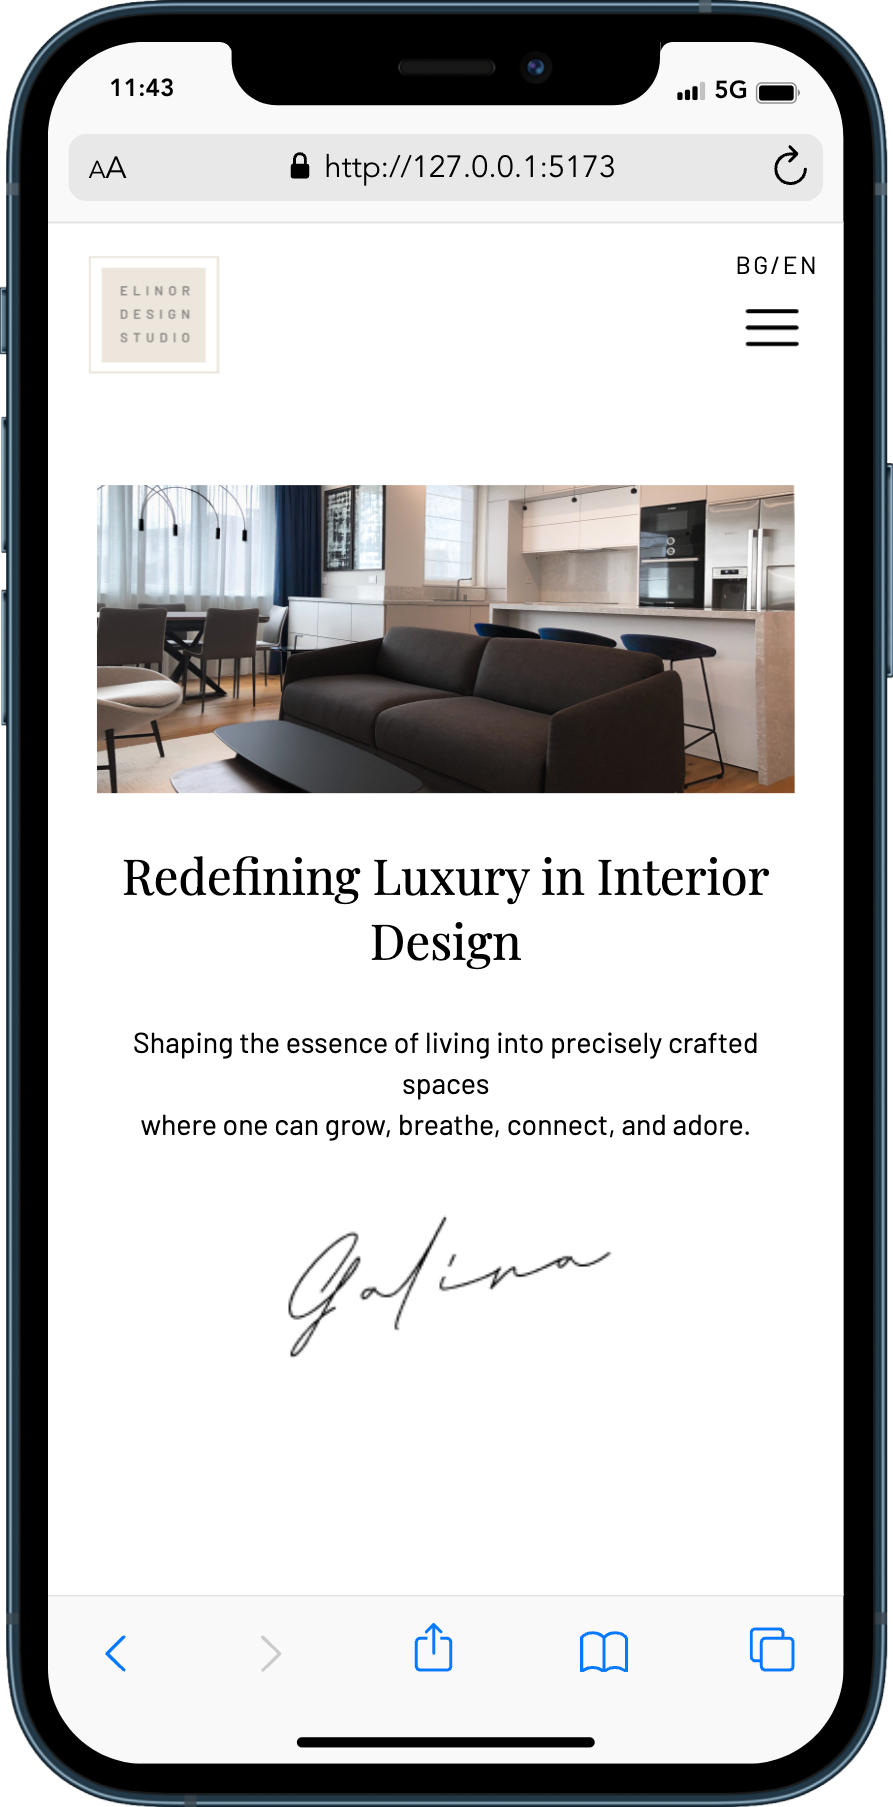 11:43
5G
AA
http://127.0.0.1:5173
BG/EN
ELINOR
DESIGN
STUDIO
Redefining Luxury in Interior
Design
Shaping the essence of living into precisely crafted
spaces
where one can grow, breathe, connect, and adore.
Galina